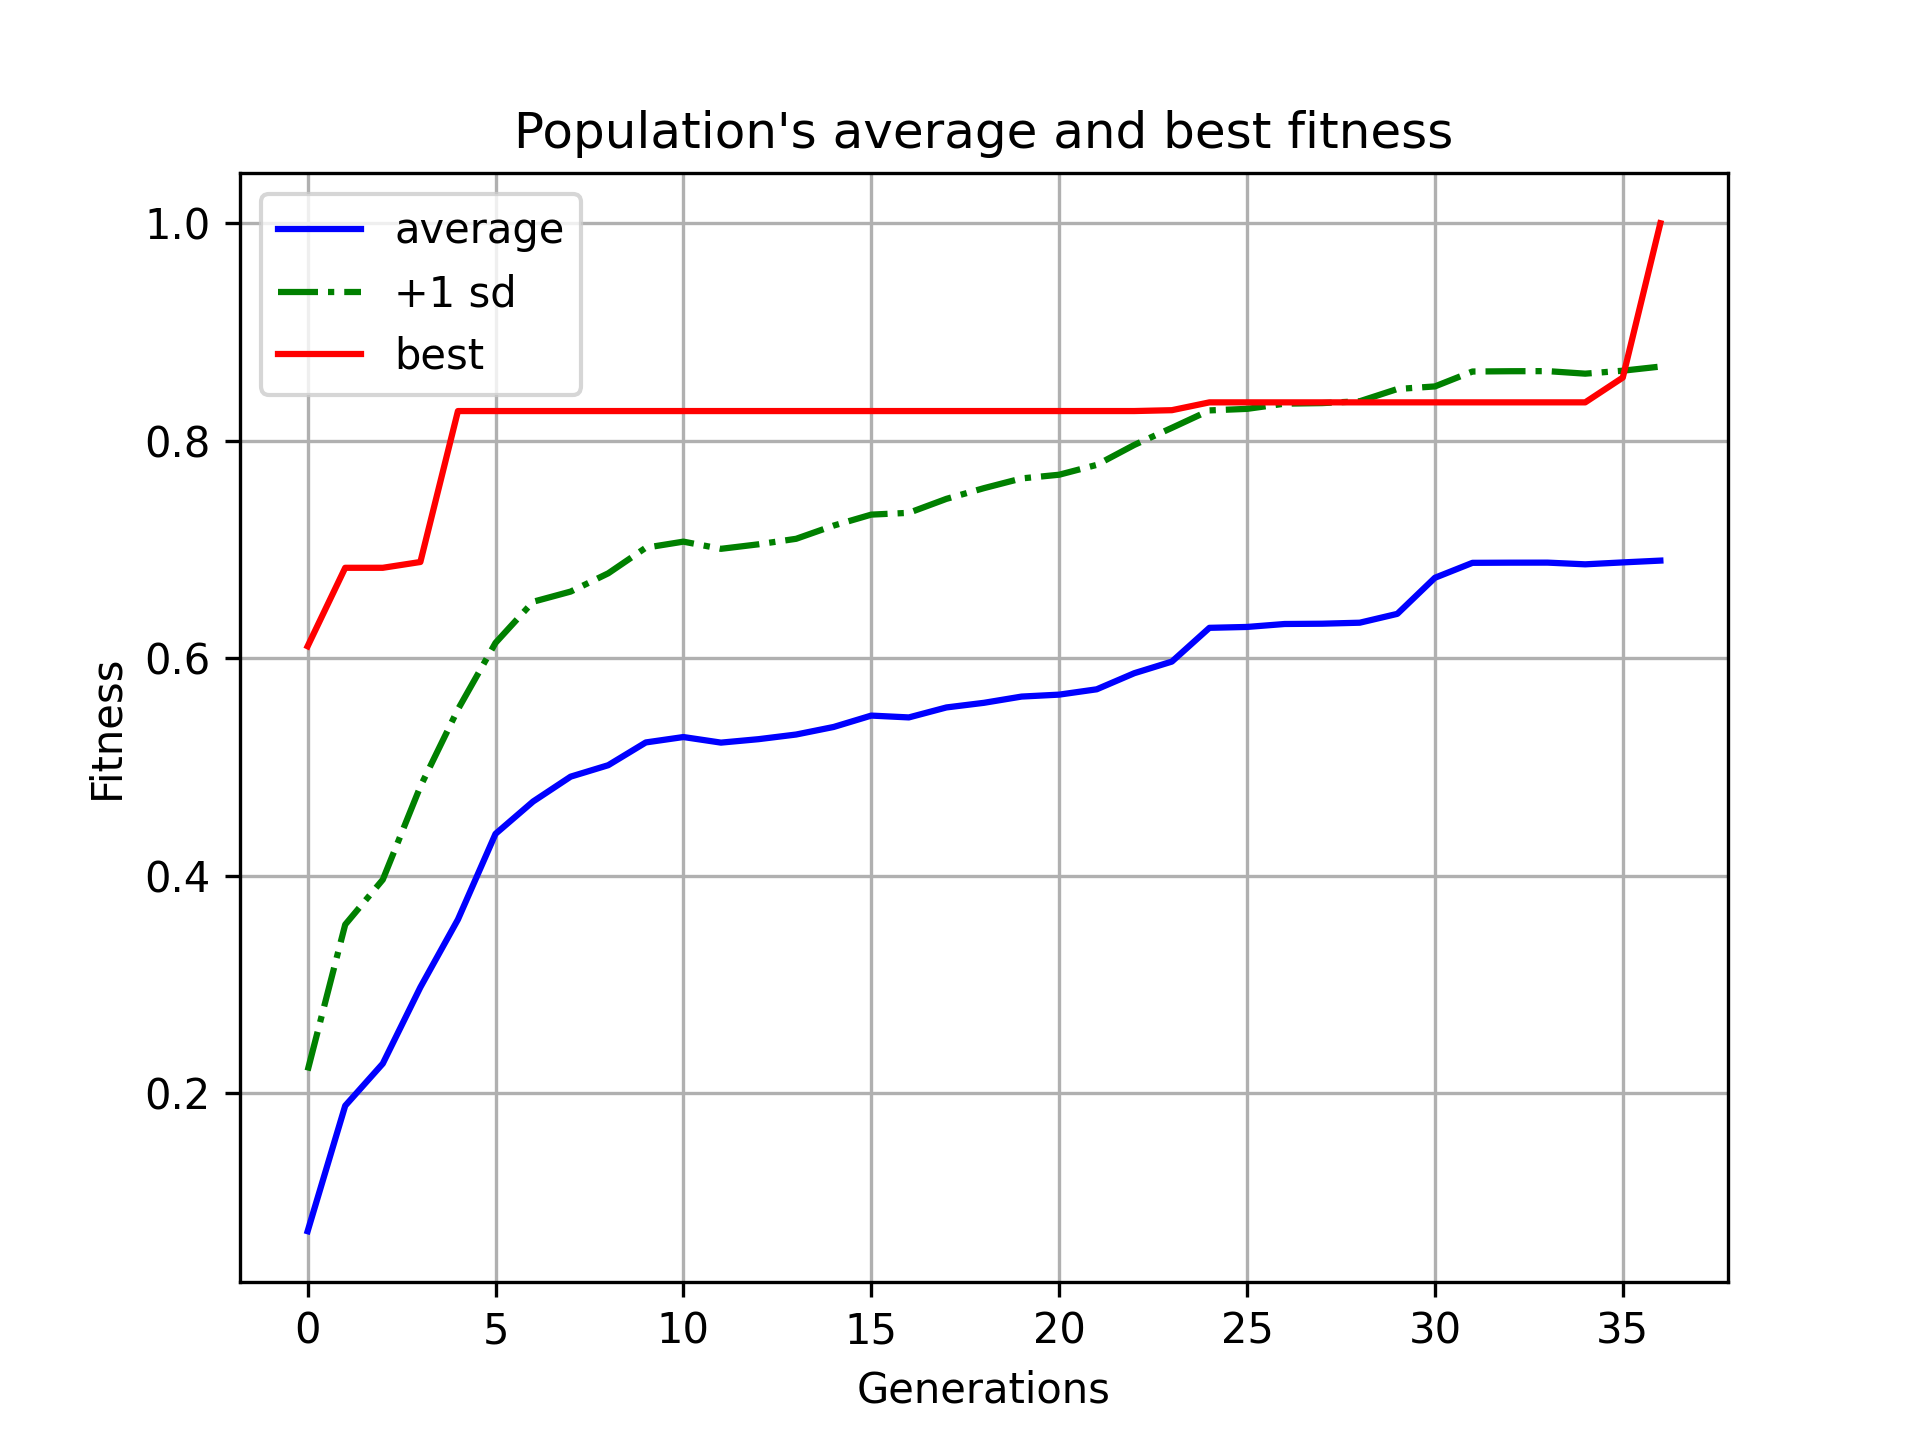 Population's average and best fitness
average
+1 sd
best
1.0
0.8
0.6
0.4
0.2
Fitness
0 5 10 15 20 25 30 35
Generations